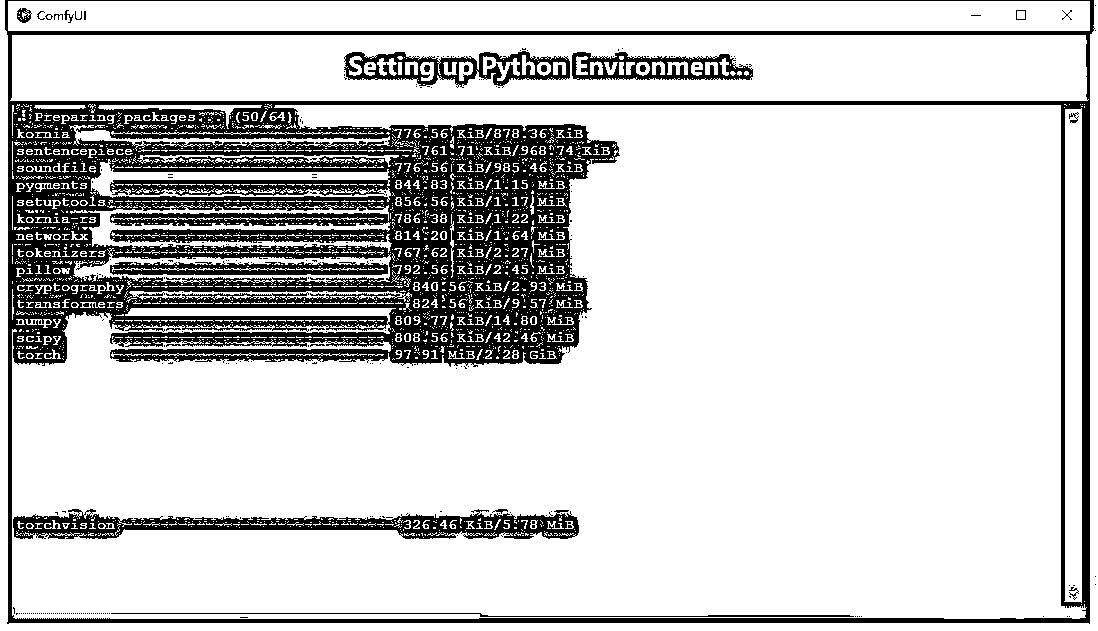 ComfyUI
Setting up Python Environment...
Preparing packages... (50/64)
kornia 776.56 KiB/878.36 KiB
sentencepiece 761.71 KiB/968.74 KiB
soundfile 776.56 KiB/985.46 KiB
pygments 844.83 KiB/1.15 MiB
setuptools 856.56 KiB/1.17 MiB
kornia-rs 786.38 KiB/1.22 MiB
networkx 814.20 KiB/1.64 MiB
tokenizers 767.62 KiB/2.27 MiB
pillow 792.56 KiB/2.45 MiB
cryptography 840.56 KiB/2.93 MiB
transformers 824.56 KiB/9.57 MiB
numpy 809.77 KiB/14.80 MiB
scipy 808.56 KiB/42.46 MiB
torch 97.91 MiB/2.28 GiB
torchvision 326.46 KiB/5.78 MiB